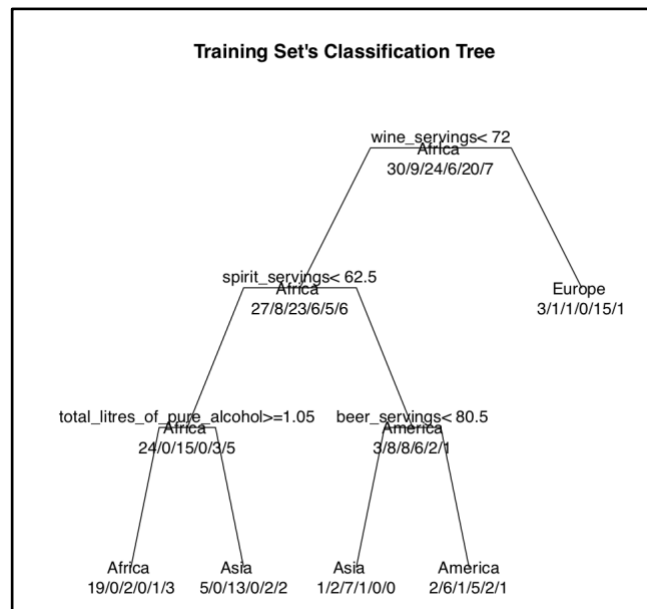 Training Set's Classification Tree
wine_servings< 72
Africa
30/9/24/6/20/7
spirit_servings< 62.5
Africa
27/8/23/6/5/6
Europe
3/1/1/0/15/1
total_litres_of_pure_alcohol>=1.05
Africa
24/0/15/0/3/5
beer_servings< 80.5
America
3/8/8/6/2/1
Africa
19/0/2/0/1/3
Asia
5/0/13/0/2/2
Asia
1/2/7/1/0/0
America
2/6/1/5/2/1